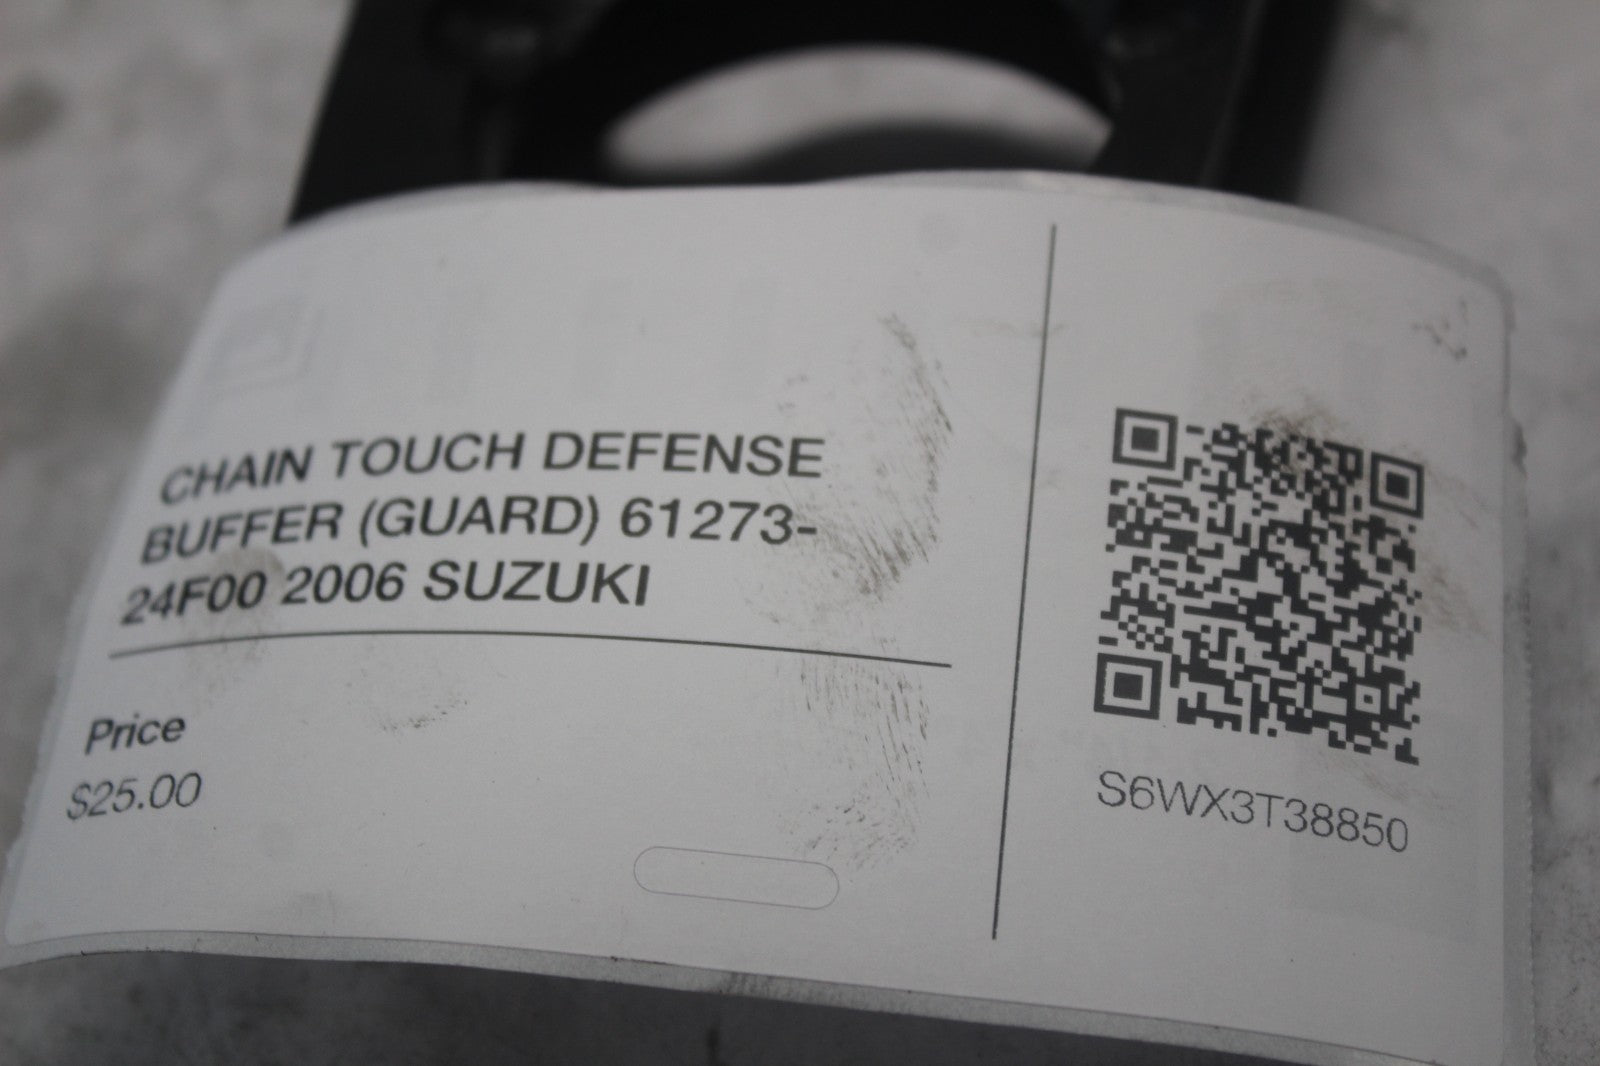 CHAIN TOUCH DEFENSE
BUFFER (GUARD) 61273-
24F00 2006 SUZUKI
Price
$25.00
S6WX3T38850